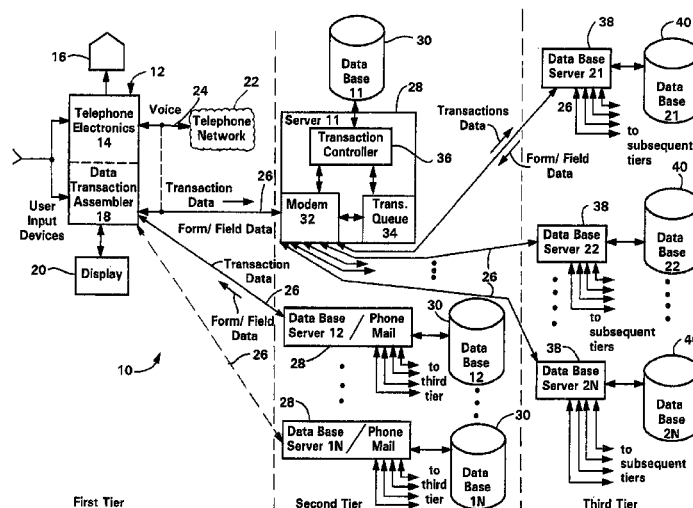 16
12
24
22
Voice
Telephone Electronics 14
Telephone Network
Data Transaction Assembler 18
Transaction Data
26
Form/ Field Data
User Input Devices
20
Display
Transaction Data
26
Form/ Field Data
26
10
First Tier
30
Data Base 11
28
Server 11
Transaction Controller
36
Modem 32
Trans. Queue 34
Transactions Data
Form/ Field Data
26
30
Data Base Server 12 / Phone Mail
28
Data Base 12
to third tier
28
30
Data Base Server 1N / Phone Mail
Data Base 1N
to third tier
Second Tier
38
40
Data Base Server 21
26
Data Base 21
to subsequent tiers
38
40
Data Base Server 22
Data Base 22
26
to subsequent tiers
38
40
Data Base Server 2N
Data Base 2N
to subsequent tiers
Third Tier